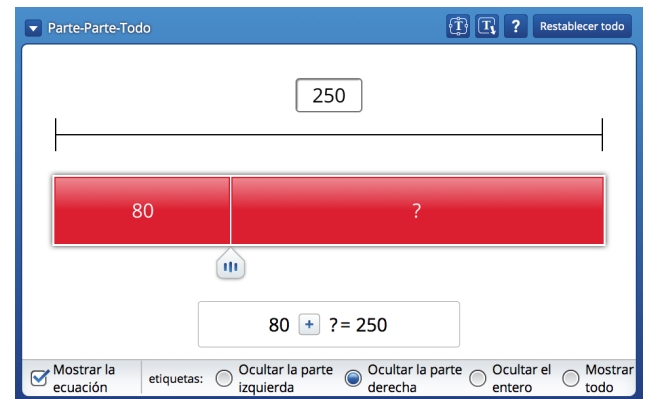 Parte-Parte-Todo
T T ? Restablecer todo
250
80 ?
80 + ?= 250
Mostrar la ecuación
etiquetas:
Ocultar la parte izquierda
Ocultar la parte derecha
Ocultar el entero
Mostrar todo